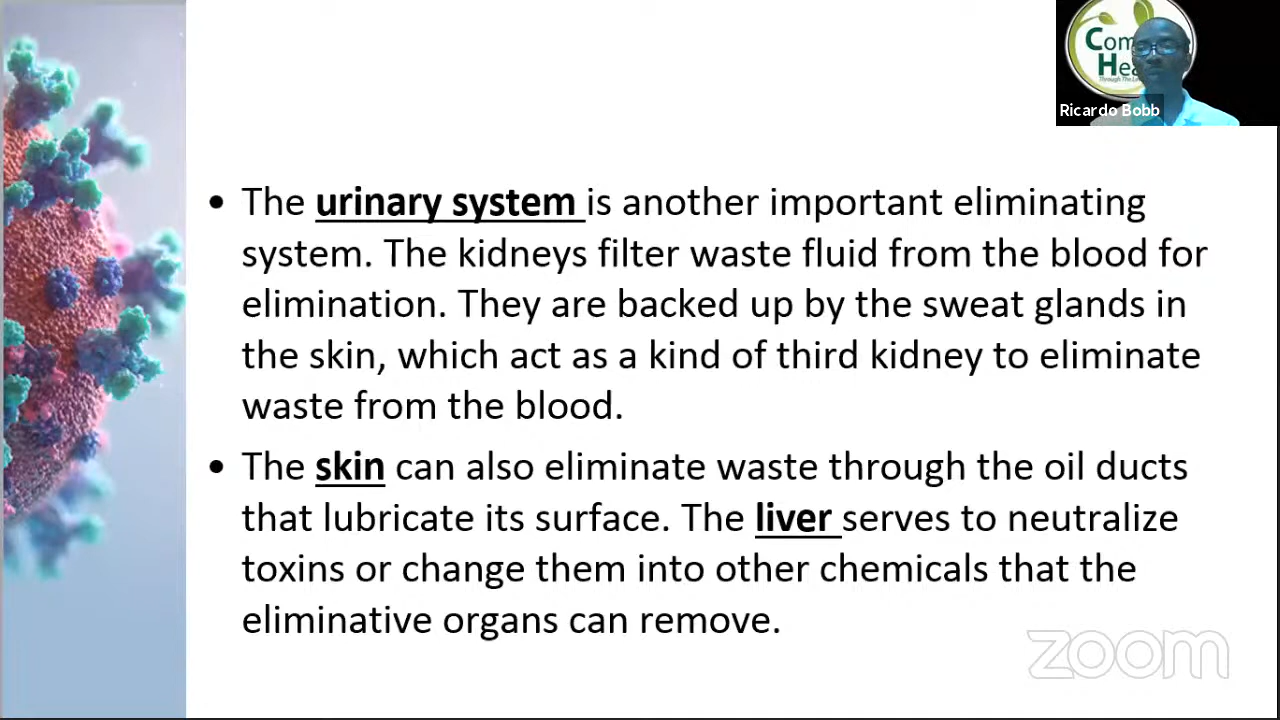 Com
Hea
Ricardo Bobb
• The urinary system is another important eliminating
system. The kidneys filter waste fluid from the blood for
elimination. They are backed up by the sweat glands in
the skin, which act as a kind of third kidney to eliminate
waste from the blood.
• The skin can also eliminate waste through the oil ducts
that lubricate its surface. The liver serves to neutralize
toxins or change them into other chemicals that the
eliminative organs can remove.
zoom